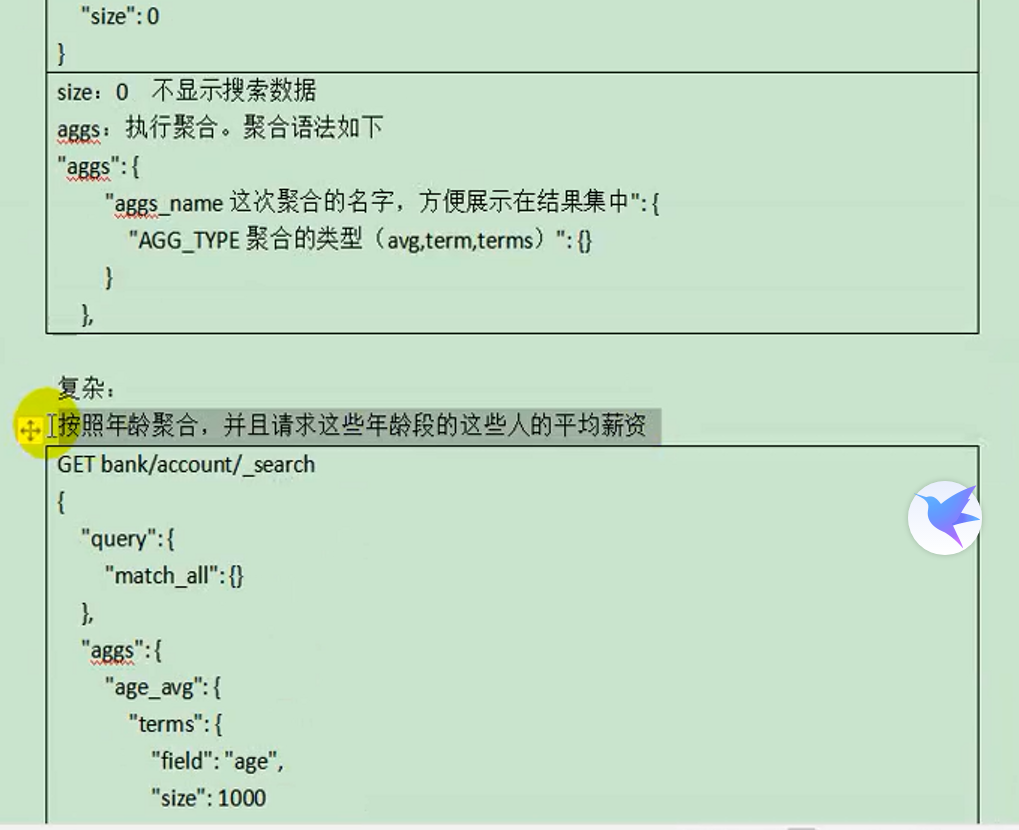 "size": 0
}
size：0 不显示搜索数据
aggs：执行聚合。聚合语法如下
"aggs": {
"aggs_name 这次聚合的名字，方便展示在结果集中": {
"AGG_TYPE 聚合的类型（avg,term,terms）": {}
}
},
复杂：
按照年龄聚合，并且请求这些年龄段的这些人的平均薪资
GET bank/account/_search
{
"query": {
"match_all": {}
},
"aggs": {
"age_avg": {
"terms": {
"field": "age",
"size": 1000